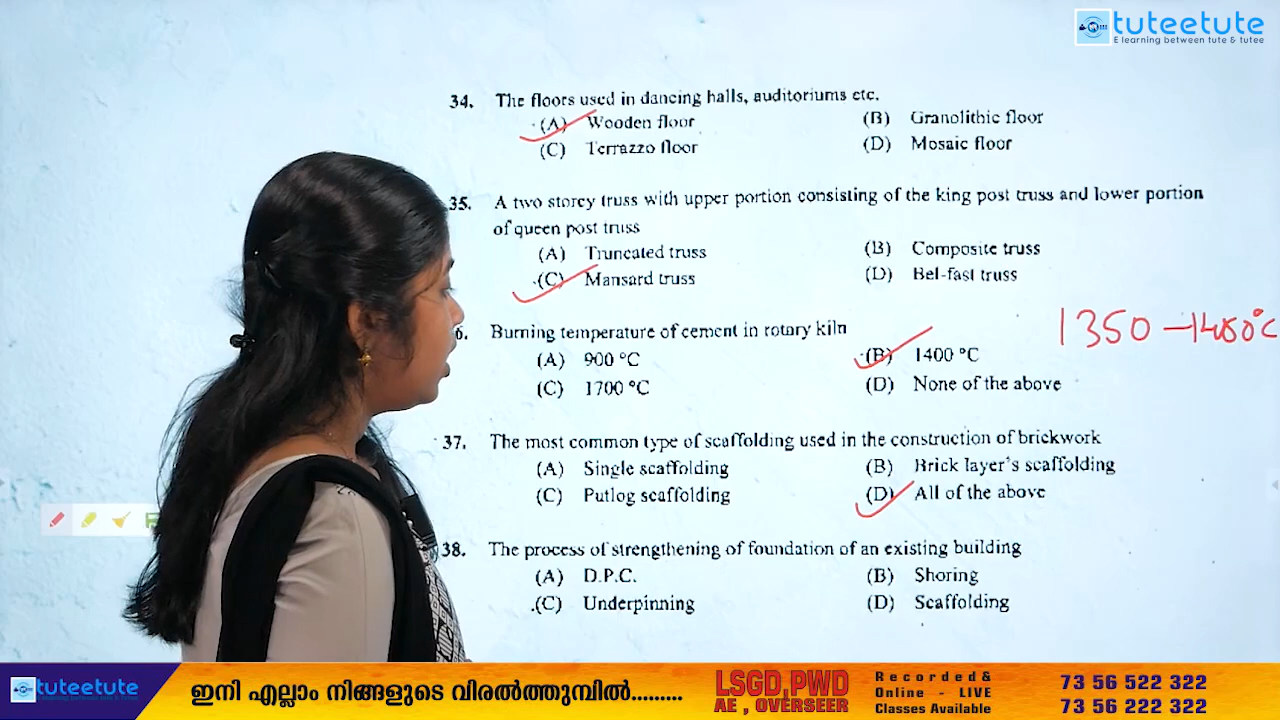 tuteetute
E learning between tute & tutee
34. The floors used in dancing halls, auditoriums etc.
(A) Wooden floor (B) Granolithic floor
(C) Terrazzo floor (D) Mosaic floor
35. A two storey truss with upper portion consisting of the king post truss and lower portion
of queen post truss
(A) Truncated truss (B) Composite truss
(C) Mansard truss (D) Bel-fast truss
6. Burning temperature of cement in rotary kiln
1350 – 1450°C
(A) 900 °C (B) 1400 °C
(C) 1700 °C (D) None of the above
37. The most common type of scaffolding used in the construction of brickwork
(A) Single scaffolding (B) Brick layer's scaffolding
(C) Putlog scaffolding (D) All of the above
38. The process of strengthening of foundation of an existing building
(A) D.P.C. (B) Shoring
(C) Underpinning (D) Scaffolding
tuteetute
ഇനി എല്ലാം നിങ്ങളുടെ വിരൽത്തുമ്പിൽ.........
LSGD,PWD
AE , OVERSEER
Recorded &
Online - LIVE
Classes Available
73 56 522 322
73 56 222 322